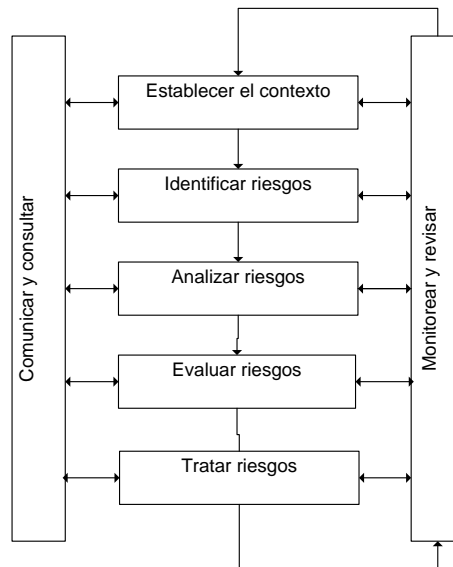 Comunicar y consultar
Establecer el contexto
Identificar riesgos
Analizar riesgos
Evaluar riesgos
Tratar riesgos
Monitorear y revisar